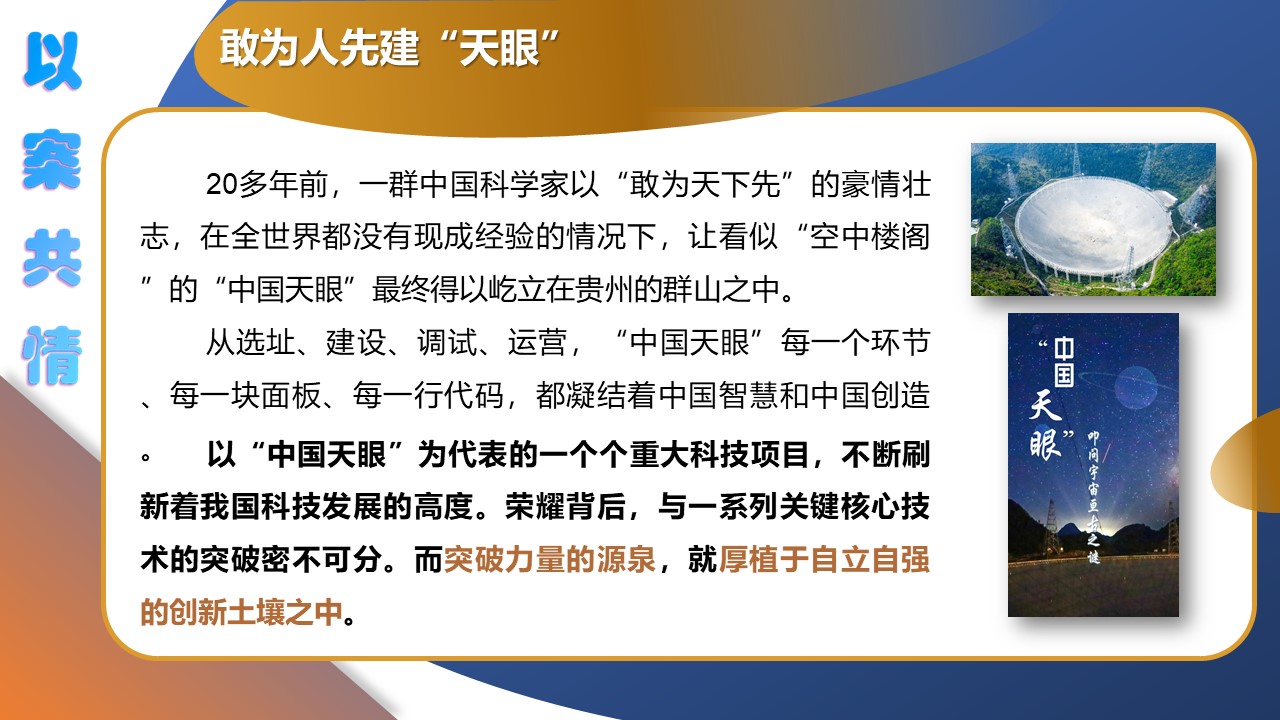 以
案
共
情
敢为人先建“天眼”
20多年前，一群中国科学家以“敢为天下先”的豪情壮
志，在全世界都没有现成经验的情况下，让看似“空中楼阁
”的“中国天眼”最终得以屹立在贵州的群山之中。
从选址、建设、调试、运营，“中国天眼”每一个环节
、每一块面板、每一行代码，都凝结着中国智慧和中国创造
。 以“中国天眼”为代表的一个个重大科技项目，不断刷
新着我国科技发展的高度。荣耀背后，与一系列关键核心技
术的突破密不可分。而突破力量的源泉，就厚植于自立自强
的创新土壤之中。
“中国
天眼”
叩问宇宙亘古之谜